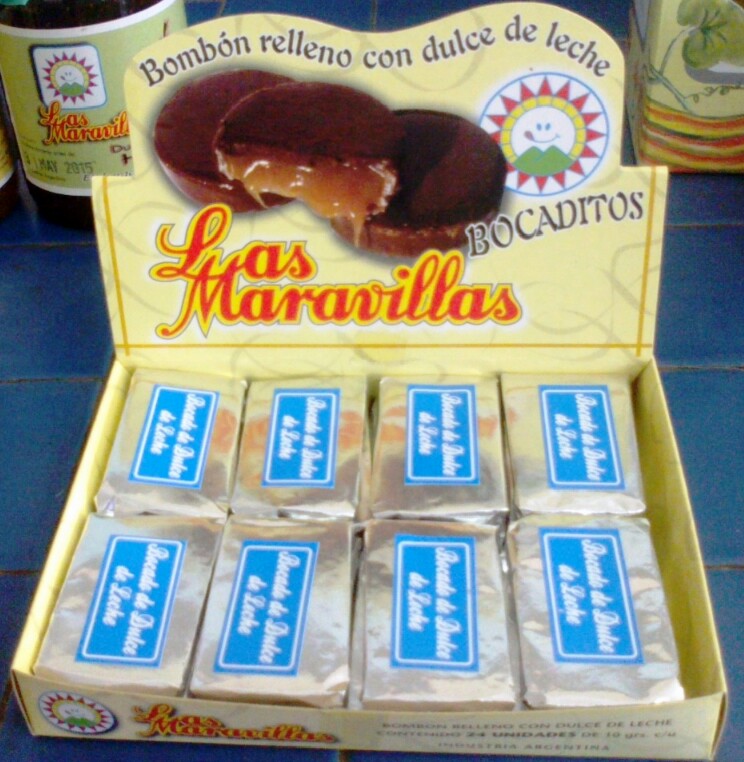 Las
Maravill
MAY 2015
Bombón relleno con dulce de leche
BOCADITOS
Las
Maravillas
Bocado de Dulce
de Leche
Bocado de Dulce
de Leche
Bocado de Dulce
de Leche
Bocado de Dulce
de Leche
Bocado de Dulce
de Leche
Bocado de Dulce
de Leche
Bocado de Dulce
de Leche
Bocado de Dulce
de Leche
Las
Maravillas
BOMBON RELLENO CON DULCE DE LECHE
CONTENIDO 24 UNIDADES DE 10 grs. c/u
INDUSTRIA ARGENTINA